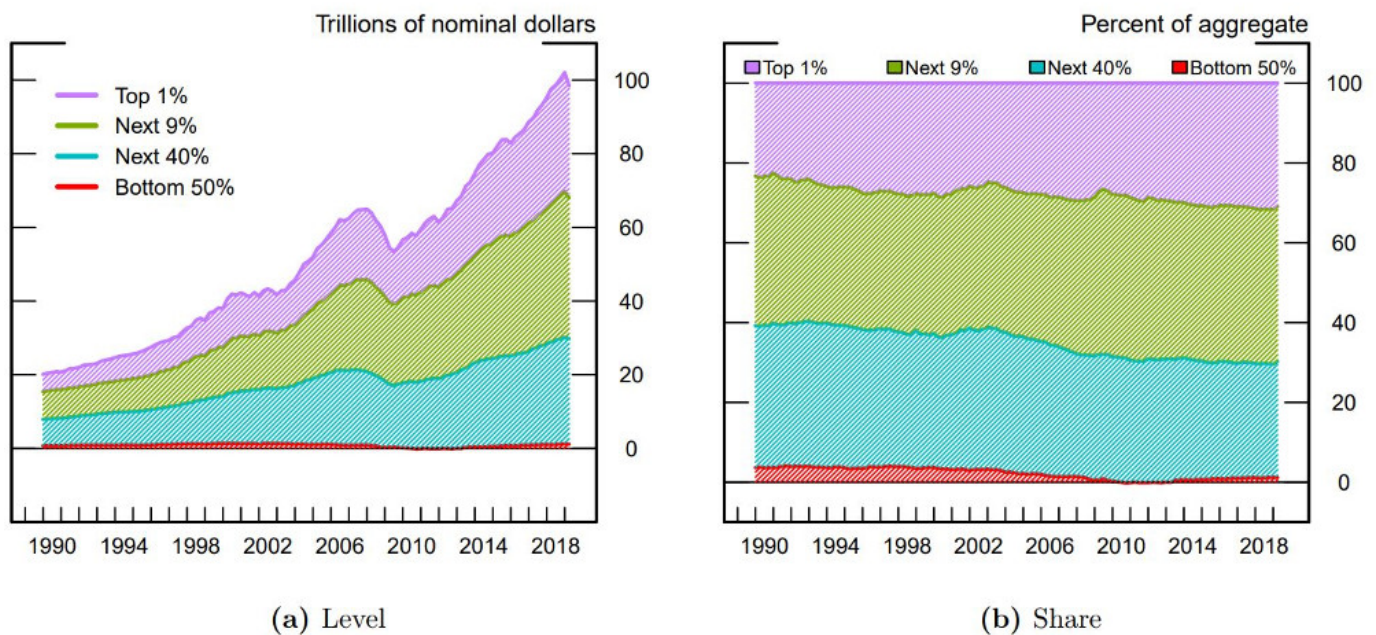 Trillions of nominal dollars
Top 1%
Next 9%
Next 40%
Bottom 50%
100
80
60
40
20
0
1990 1994 1998 2002 2006 2010 2014 2018
(a) Level
Percent of aggregate
Top 1% Next 9% Next 40% Bottom 50%
100
80
60
40
20
0
1990 1994 1998 2002 2006 2010 2014 2018
(b) Share